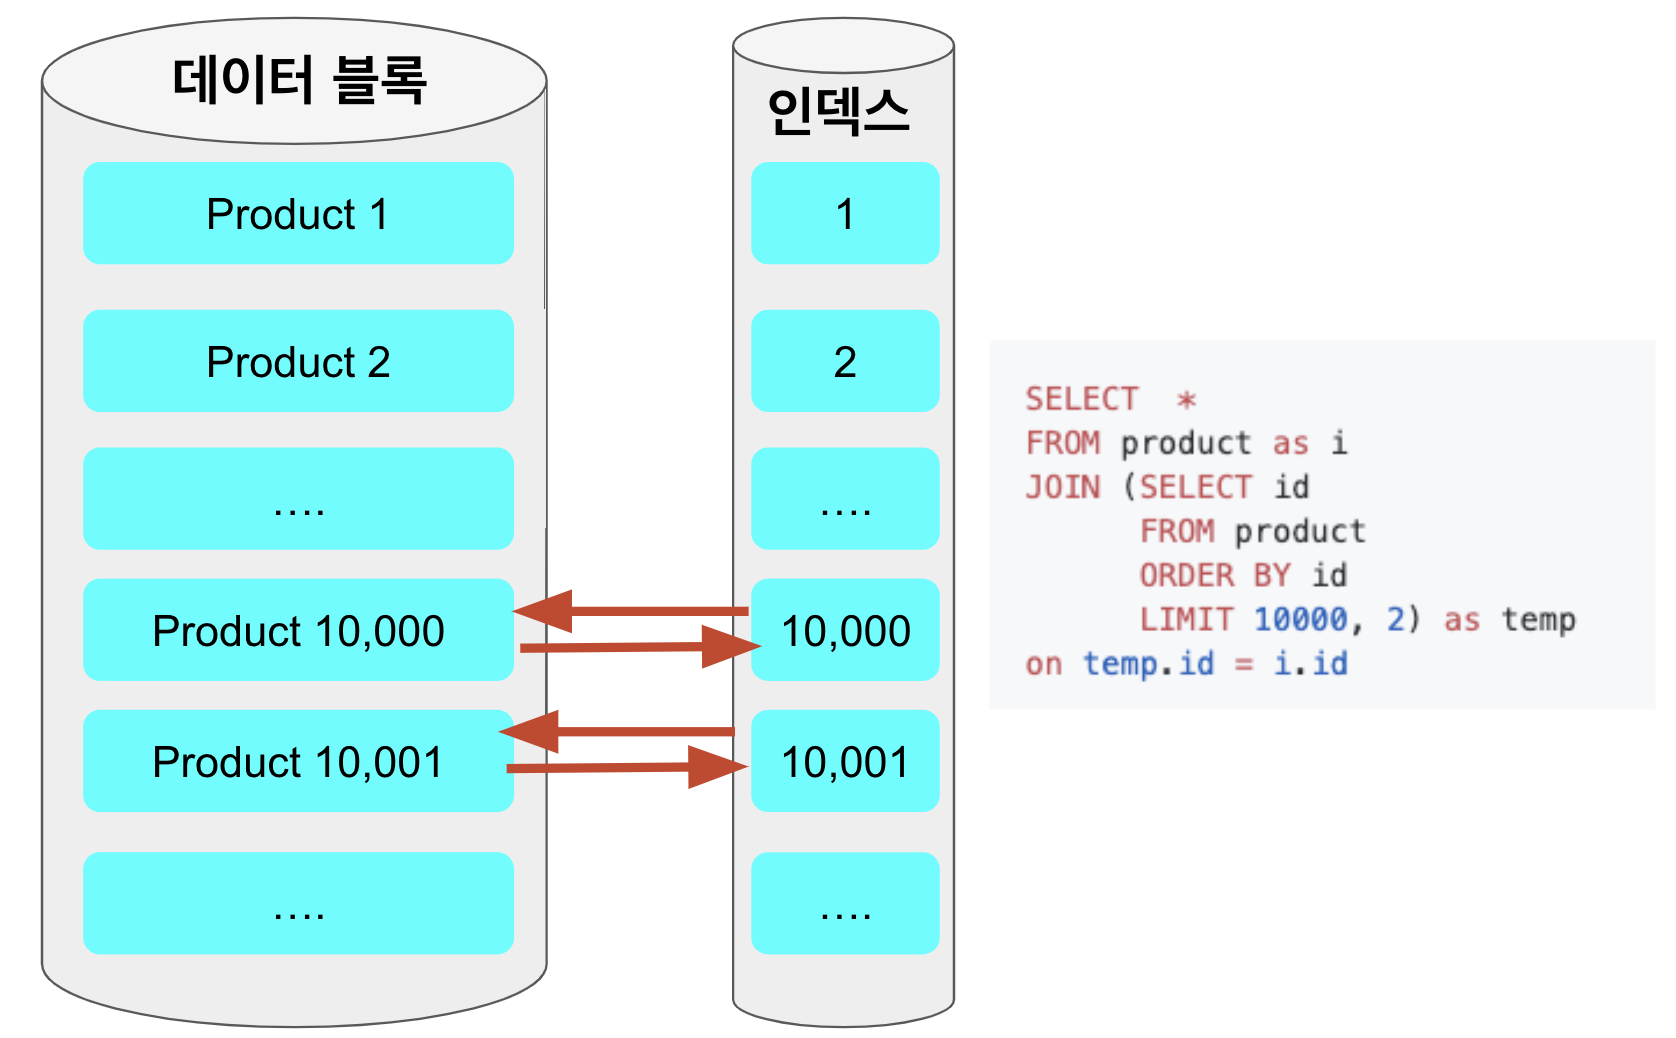 데이터 블록
Product 1
Product 2
....
Product 10,000
Product 10,001
....
인덱스
1
2
....
10,000
10,001
....
SELECT  *
FROM product as i
JOIN (SELECT id
      FROM product
      ORDER BY id
      LIMIT 10000, 2) as temp
on temp.id = i.id